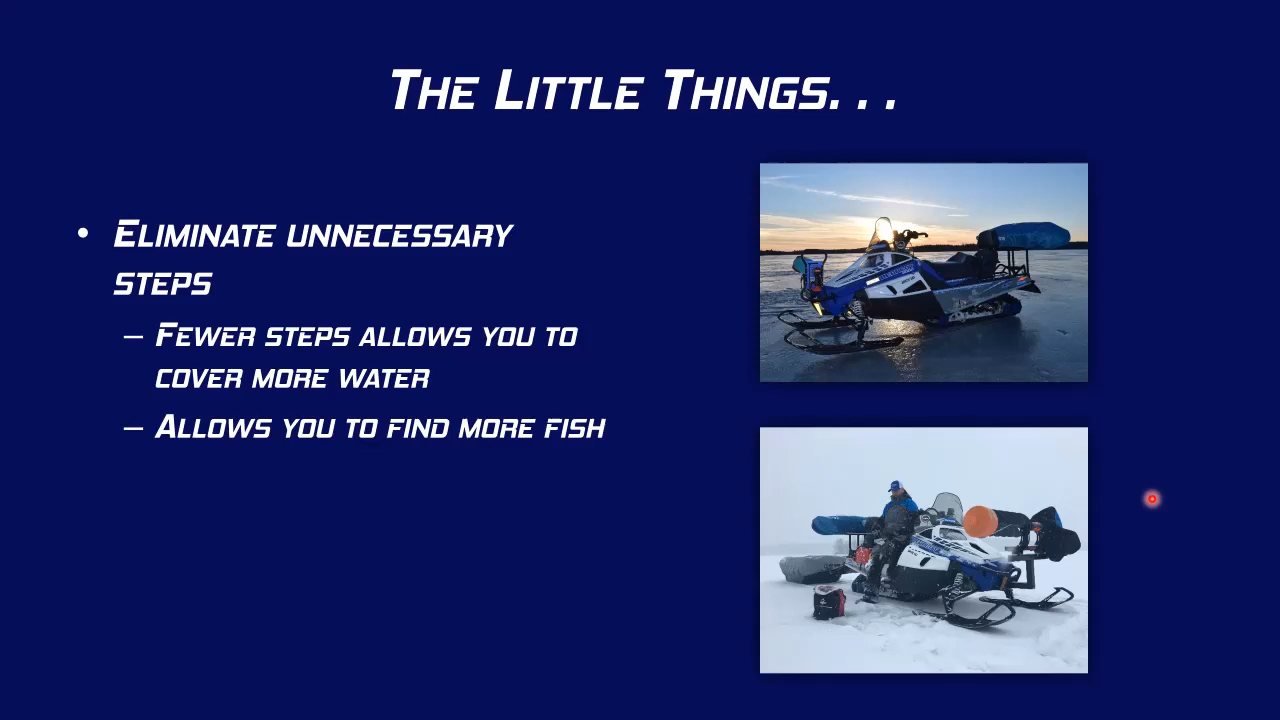 The Little Things. . .
• Eliminate unnecessary
steps
– Fewer steps allows you to
cover more water
– Allows you to find more fish